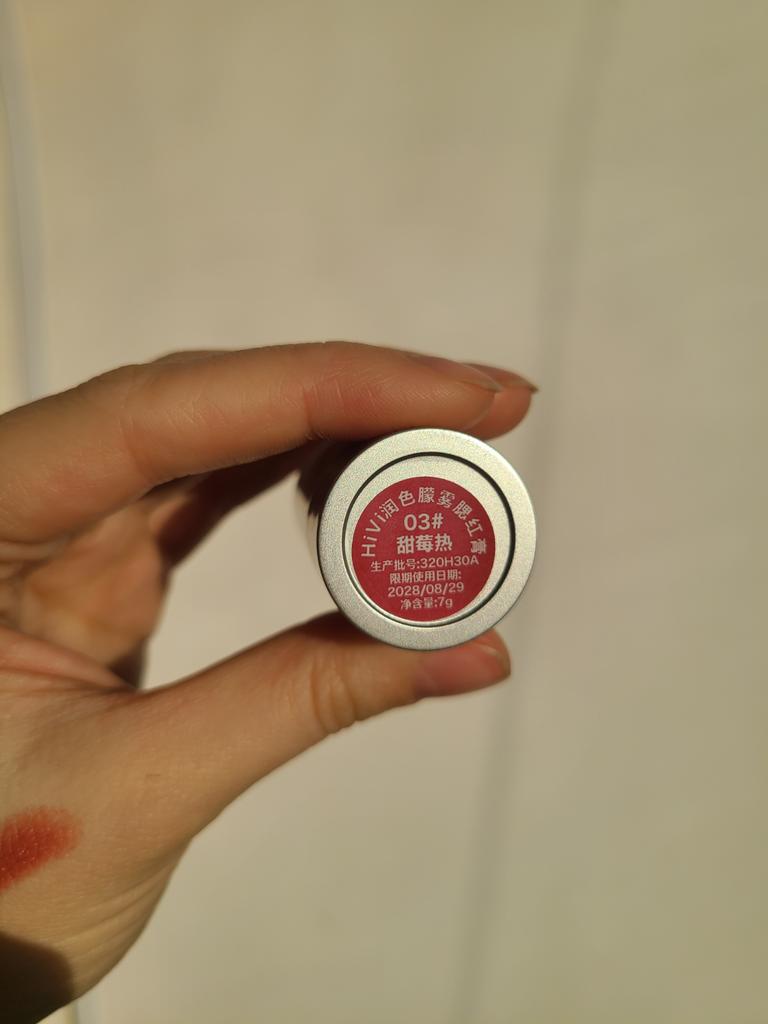 HiVi润色朦雾腮红膏
03#
甜莓热
生产批号:320H30A
限期使用日期:
2028/08/29
净含量:7g